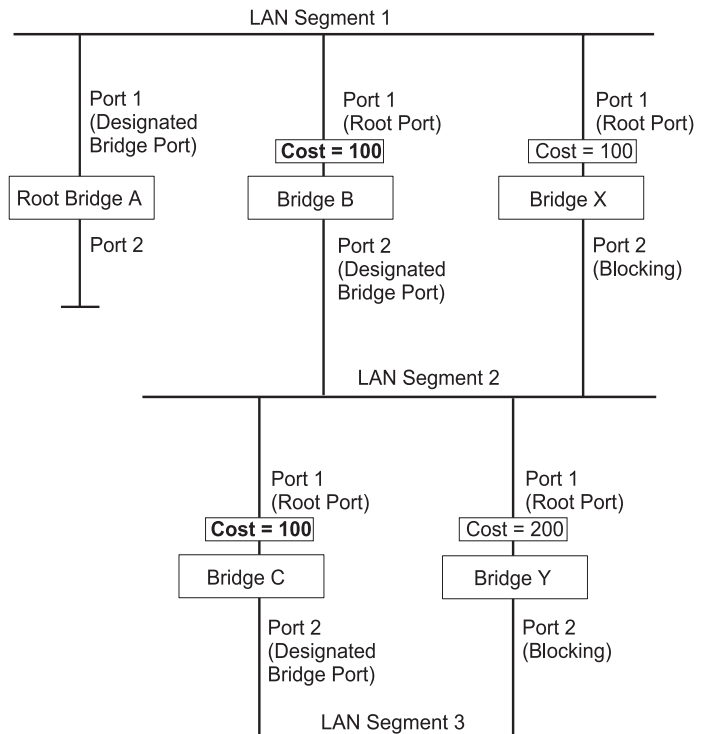 LAN Segment 1
Port 1
(Designated
Bridge Port)
Port 1
(Root Port)
Port 1
(Root Port)
Cost = 100
Cost = 100
Root Bridge A
Bridge B
Bridge X
Port 2
Port 2
(Designated
Bridge Port)
Port 2
(Blocking)
LAN Segment 2
Port 1
(Root Port)
Port 1
(Root Port)
Cost = 100
Cost = 200
Bridge C
Bridge Y
Port 2
(Designated
Bridge Port)
Port 2
(Blocking)
LAN Segment 3